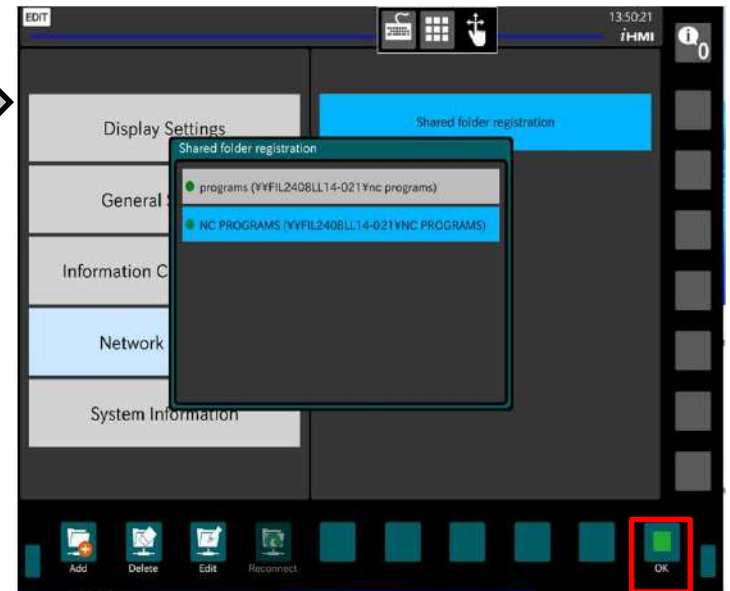 EDIT
13:50:21
iHMI
0
Display Settings
Shared folder registration
Shared folder registration
programs (¥¥FIL2408LL14-021¥nc programs)
General
NC PROGRAMS (¥¥FIL2408LL14-021¥NC PROGRAMS)
Information C
Network
System Information
Add
Delete
Edit
Reconnect
OK